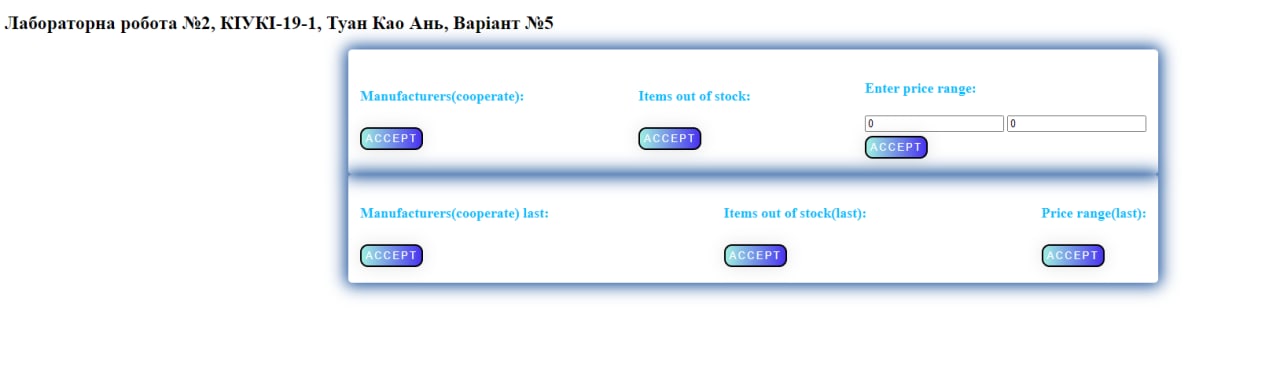 Лабораторна робота №2, КІУКІ-19-1, Туан Као Ань, Варіант №5
Manufacturers(cooperate):
Items out of stock:
Enter price range:
0
0
ACCEPT
ACCEPT
ACCEPT
Manufacturers(cooperate) last:
Items out of stock(last):
Price range(last):
ACCEPT
ACCEPT
ACCEPT